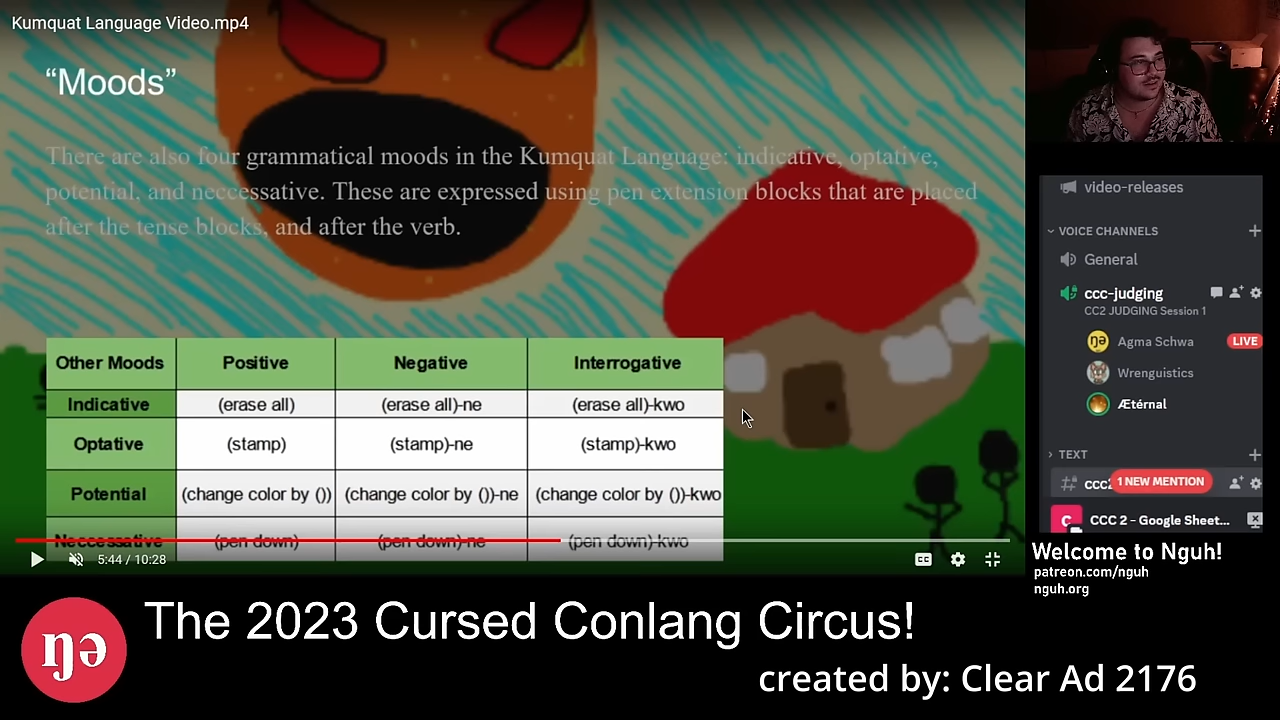 Kumquat Language Video.mp4
“Moods”
There are also four grammatical moods in the Kumquat Language: indicative, optative,
potential, and neccessative. These are expressed using pen extension blocks that are placed
after the tense blocks, and after the verb.
Other Moods Positive Negative Interrogative
Indicative (erase all) (erase all)-ne (erase all)-kwo
Optative (stamp) (stamp)-ne (stamp)-kwo
Potential (change color by ()) (change color by ())-ne (change color by ())-kwo
Neccessative (pen down) (pen down)-ne (pen down)-kwo
5:44 / 10:28
CC
video-releases
VOICE CHANNELS
General
ccc-judging
CC2 JUDGING Session 1
ŋə Agma Schwa LIVE
Wrenguistics
Ætérnal
TEXT
ccc2 1 NEW MENTION
C CCC 2 - Google Sheet...
Welcome to Nguh!
patreon.com/nguh
nguh.org
ŋə
The 2023 Cursed Conlang Circus!
created by: Clear Ad 2176